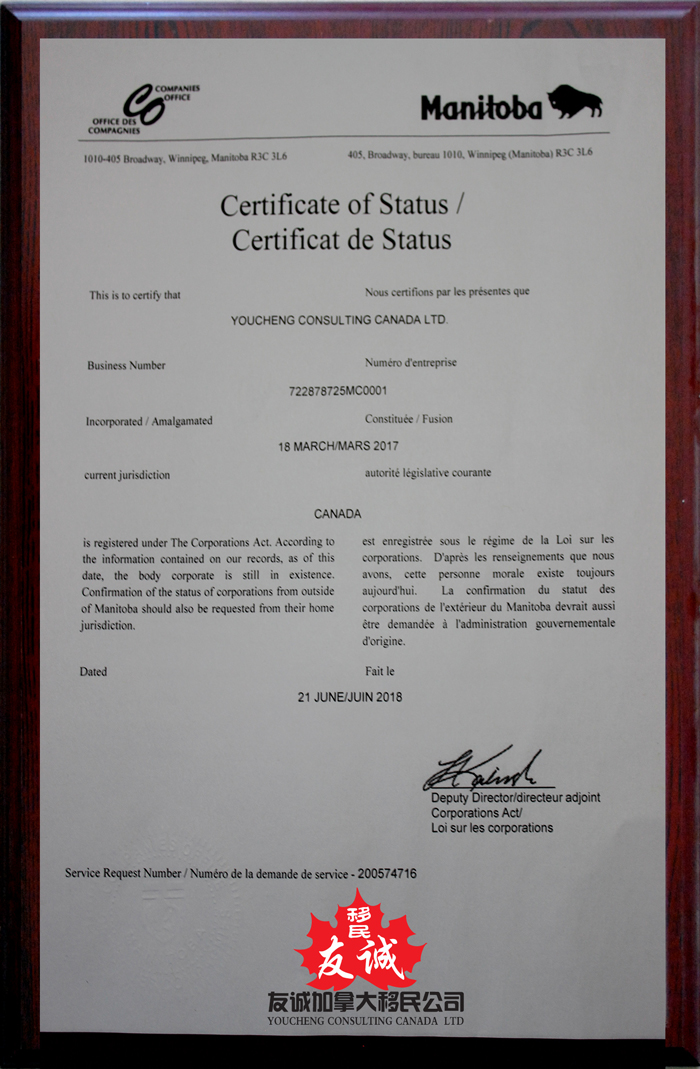 COMPANIES
OFFICE
OFFICE DES
COMPAGNIES
Manitoba
1010-405 Broadway, Winnipeg, Manitoba R3C 3L6
405, Broadway, bureau 1010, Winnipeg (Manitoba) R3C 3L6
Certificate of Status /
Certificat de Status
This is to certify that
Nous certifions par les présentes que
YOUCHENG CONSULTING CANADA LTD.
Business Number
Numéro d'entreprise
722878725MC0001
Incorporated / Amalgamated
Constituée / Fusion
18 MARCH/MARS 2017
current jurisdiction
autorité législative courante
CANADA
is registered under The Corporations Act. According to
the information contained on our records, as of this
date, the body corporate is still in existence.
Confirmation of the status of corporations from outside
of Manitoba should also be requested from their home
jurisdiction.
est enregistrée sous le régime de la Loi sur les
corporations. D'après les renseignements que nous
avons, cette personne morale existe toujours
aujourd'hui. La confirmation du statut des
corporations de l'extérieur du Manitoba devrait aussi
être demandée à l'administration gouvernementale
d'origine.
Dated
Fait le
21 JUNE/JUIN 2018
Deputy Director/directeur adjoint
Corporations Act/
Loi sur les corporations
Service Request Number / Numéro de la demande de service - 200574716
移民
友诚
友诚加拿大移民公司
YOUCHENG CONSULTING CANADA LTD